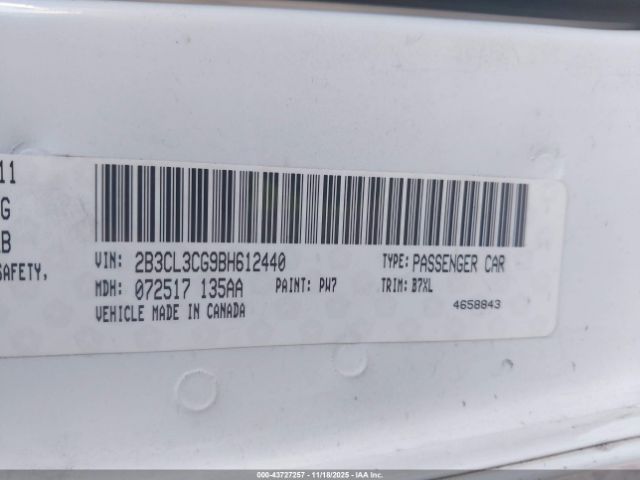 11
G
B
SAFETY,
VIN: 2B3CL3CG9BH612440 TYPE: PASSENGER CAR
MDH: 072517 135AA PAINT: PW7 TRIM: B7XL
VEHICLE MADE IN CANADA 4658843
000-43727257 - 11/18/2025 - IAA Inc.